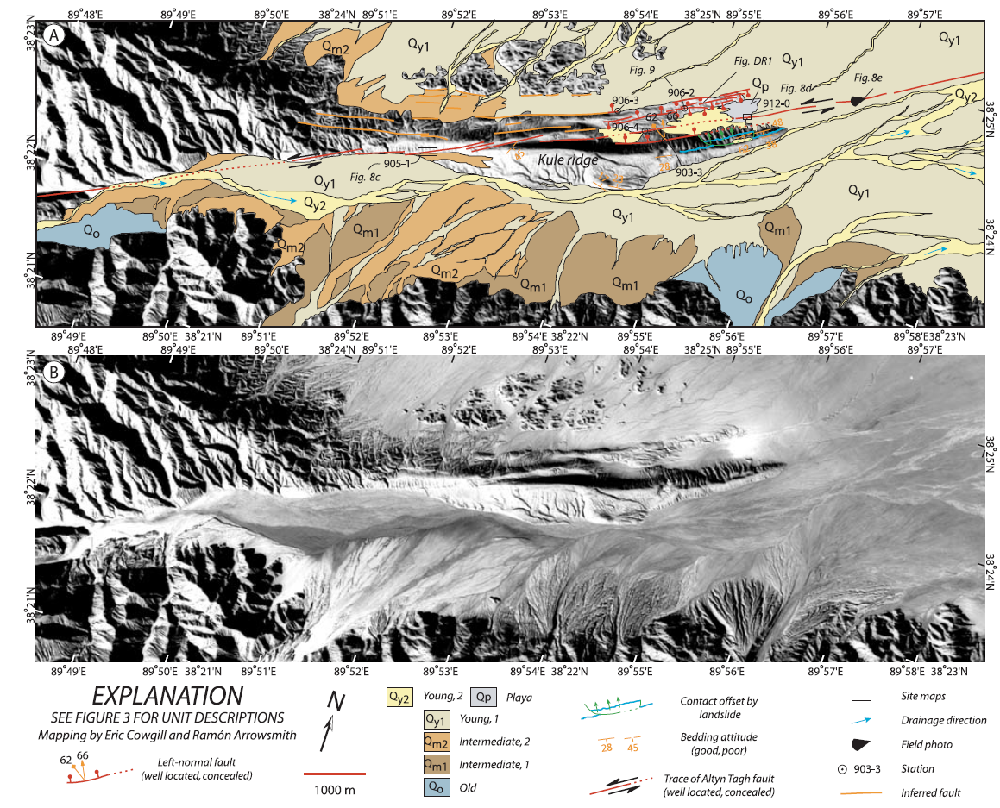 89°48'E 89°49'E 89°50'E 38°24'N 89°51'E 89°52'E 89°53'E 89°54'E 38°25'N 89°55'E 89°56'E 89°57'E
A
38°23'N
38°22'N
38°21'N
Qm2
Qy1
Qy1
Qy1
Fig. 9
Fig. DR1
906-2
Qp
Fig. 8d
Fig. 8e
906-3
912-0
Qy2
62 66
906-4
48
38°25'N
905-1
45
Kule ridge
28
903-3
Fig. 8c
Qy1
Qy2
Qy1
Qy1
Qo
Qm1
Qm1
Qm2
Qm2
Qm1
Qm1
Qo
38°24'N
89°49'E 89°50'E 38°21'N 89°51'E 89°52'E 89°53'E 89°54'E 38°22'N 89°55'E 89°56'E 89°57'E 89°58'E 38°23'N
89°48'E 89°49'E 89°50'E 38°24'N 89°51'E 89°52'E 89°53'E 89°54'E 38°25'N 89°55'E 89°56'E 89°57'E
B
38°23'N
38°22'N
38°21'N
38°25'N
38°24'N
89°49'E 89°50'E 38°21'N 89°51'E 89°52'E 89°53'E 89°54'E 38°22'N 89°55'E 89°56'E 89°57'E 89°58'E 38°23'N
EXPLANATION
SEE FIGURE 3 FOR UNIT DESCRIPTIONS
Mapping by Eric Cowgill and Ramón Arrowsmith
62 66
Left-normal fault
(well located, concealed)
N
1000 m
Qy2 Young, 2
Qp Playa
Qy1 Young, 1
Qm2 Intermediate, 2
Qm1 Intermediate, 1
Qo Old
Contact offset by
landslide
28 45
Bedding attitude
(good, poor)
Trace of Altyn Tagh fault
(well located, concealed)
Site maps
Drainage direction
Field photo
903-3 Station
Inferred fault